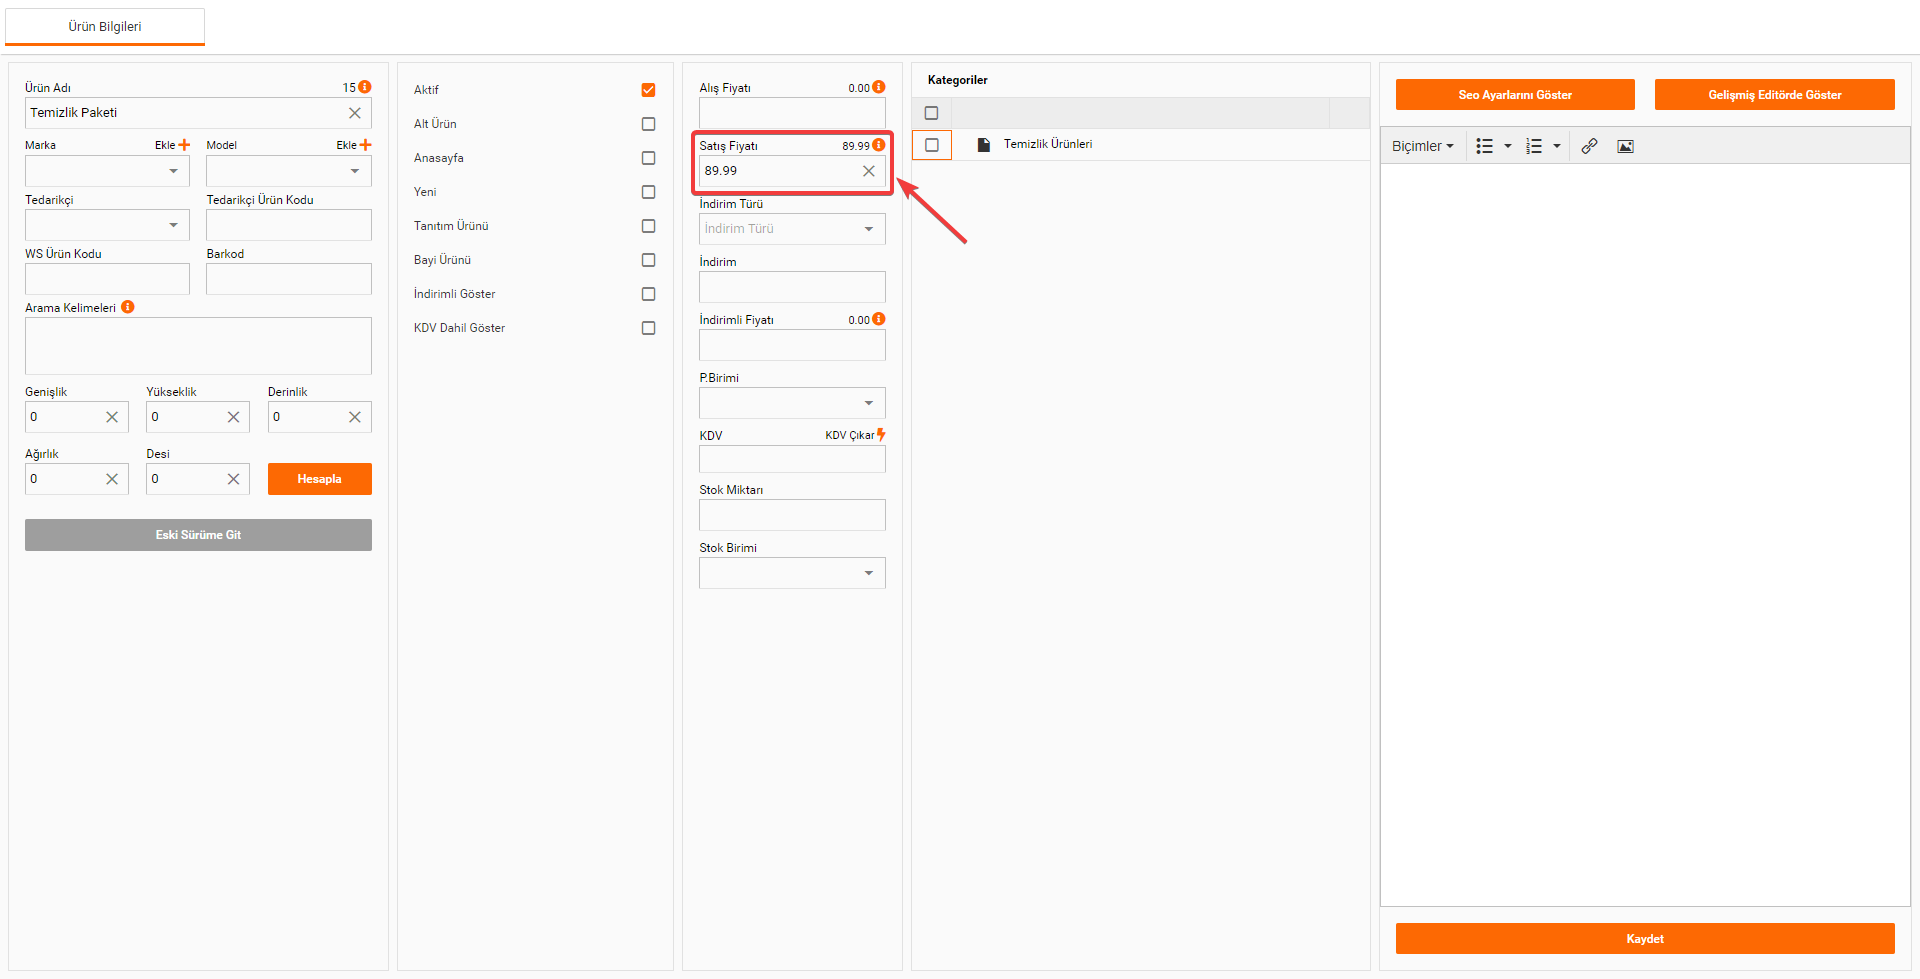 Ürün Bilgileri
Ürün Adı 15
Temizlik Paketi
Marka Ekle Model Ekle
Tedarikçi Tedarikçi Ürün Kodu
WS Ürün Kodu Barkod
Arama Kelimeleri
Genişlik Yükseklik Derinlik
0 0 0
Ağırlık Desi
0 0 Hesapla
Eski Sürüme Git
Aktif
Alt Ürün
Anasayfa
Yeni
Tanıtım Ürünü
Bayi Ürünü
İndirimli Göster
KDV Dahil Göster
Alış Fiyatı 0.00
Satış Fiyatı 89.99
89.99
İndirim Türü
İndirim Türü
İndirim
İndirimli Fiyatı 0.00
P.Birimi
KDV KDV Çıkar
Stok Miktarı
Stok Birimi
Kategoriler
Temizlik Ürünleri
Seo Ayarlarını Göster Gelişmiş Editörde Göster
Biçimler
Kaydet